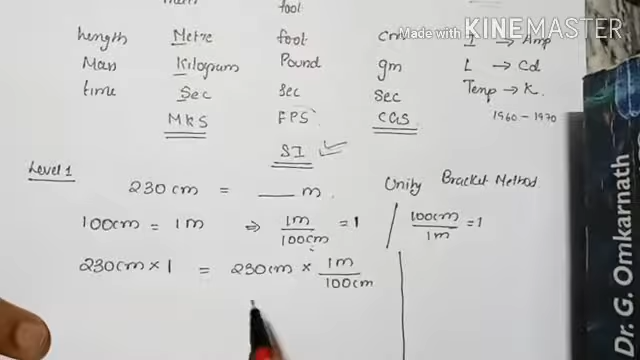 foot
Made with KINEMASTER
Length Metre foot cm I → Amp
Mass Kilogram Pound gm L → Cd
time Sec sec Sec Temp → K.
MKS FPS CGS 1960 - 1970
SI
Level 1
230 cm = ___ m Unity Bracket Method
100cm = 1m ⇒ 1m/100cm = 1 / 100cm/1m = 1
230cm × 1 = 230cm × 1m/100cm
Dr. G. Omkarnath